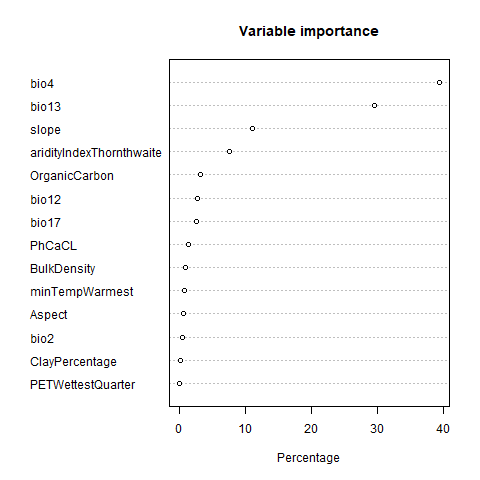 Variable importance
bio4
bio13
slope
aridityIndexThornthwaite
OrganicCarbon
bio12
bio17
PhCaCL
BulkDensity
minTempWarmest
Aspect
bio2
ClayPercentage
PETWettestQuarter
0 10 20 30 40
Percentage